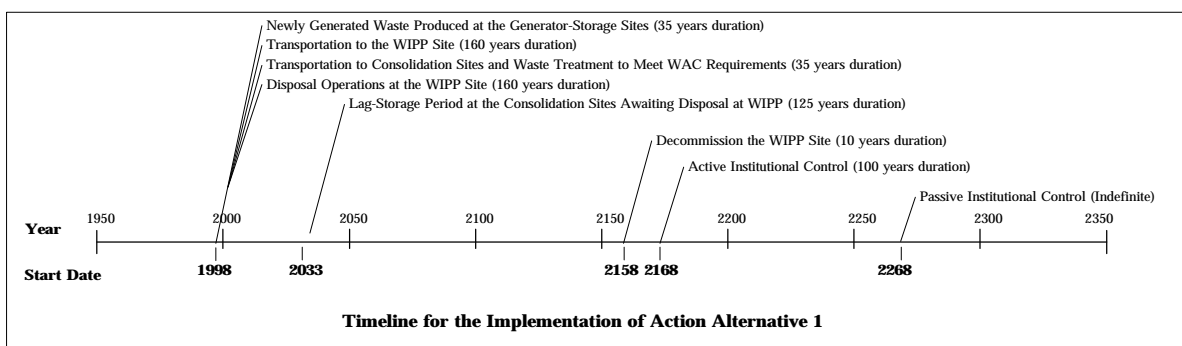 Newly Generated Waste Produced at the Generator-Storage Sites (35 years duration)
Transportation to the WIPP Site (160 years duration)
Transportation to Consolidation Sites and Waste Treatment to Meet WAC Requirements (35 years duration)
Disposal Operations at the WIPP Site (160 years duration)
Lag-Storage Period at the Consolidation Sites Awaiting Disposal at WIPP (125 years duration)
Decommission the WIPP Site (10 years duration)
Active Institutional Control (100 years duration)
Passive Institutional Control (Indefinite)
Year 1950 2000 2050 2100 2150 2200 2250 2300 2350
Start Date 1998 2033 2158 2168 2268
Timeline for the Implementation of Action Alternative 1